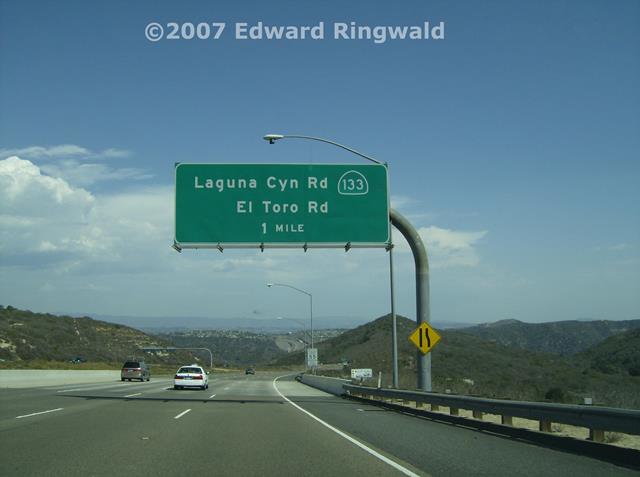 ©2007 Edward Ringwald
Laguna Cyn Rd 133
El Toro Rd
1 MILE